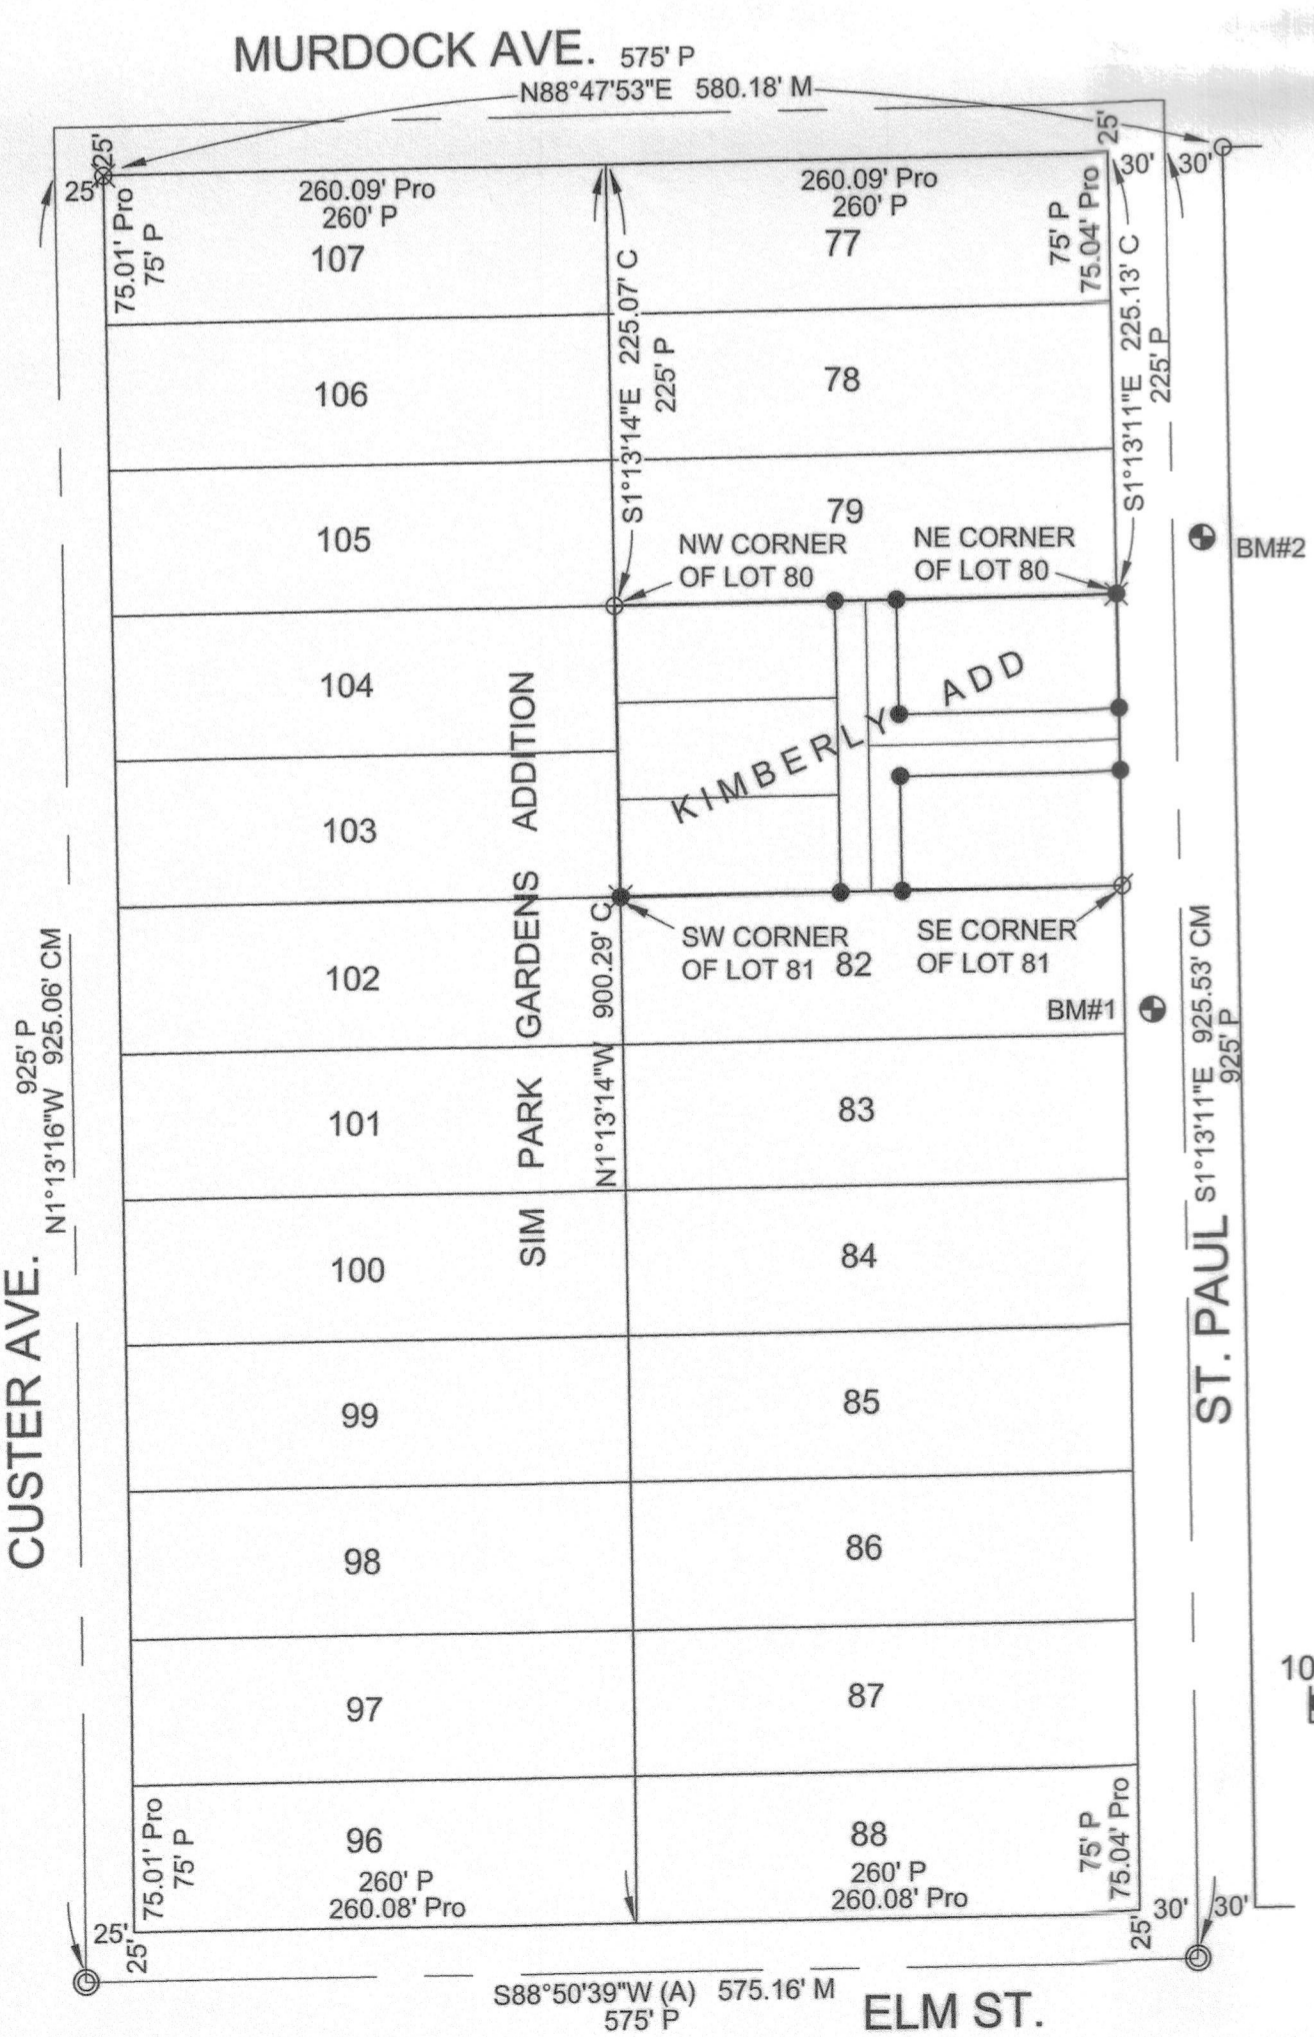 MURDOCK AVE. 575' P
N88°47'53"E 580.18' M
25'
25'
25'
30'
30'
260.09' Pro
260' P
260.09' Pro
260' P
75.01' Pro
75' P
75' P
75.04' Pro
107
77
S1°13'14"E 225.07' C
225' P
S1°13'11"E 225.13' C
225' P
106
78
105
79
NW CORNER
OF LOT 80
NE CORNER
OF LOT 80
BM#2
104
KIMBERLY ADD
103
SIM PARK GARDENS ADDITION
SW CORNER
OF LOT 81
SE CORNER
OF LOT 81
102
82
BM#1
N1°13'14"W 900.29' C
925' P
N1°13'16"W 925.06' CM
S1°13'11"E 925.53' CM
925' P
101
83
100
84
CUSTER AVE.
ST. PAUL
99
85
98
86
97
87
10
96
88
75.01' Pro
75' P
75' P
75.04' Pro
260' P
260.08' Pro
260' P
260.08' Pro
25'
25'
25'
30'
30'
S88°50'39"W (A) 575.16' M
575' P
ELM ST.